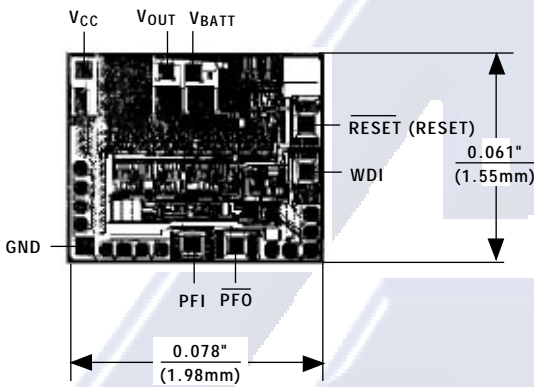 VCC
VOUT VBATT
RESET (RESET)
0.061"
(1.55mm)
WDI
GND
PFI PFO
0.078"
(1.98mm)